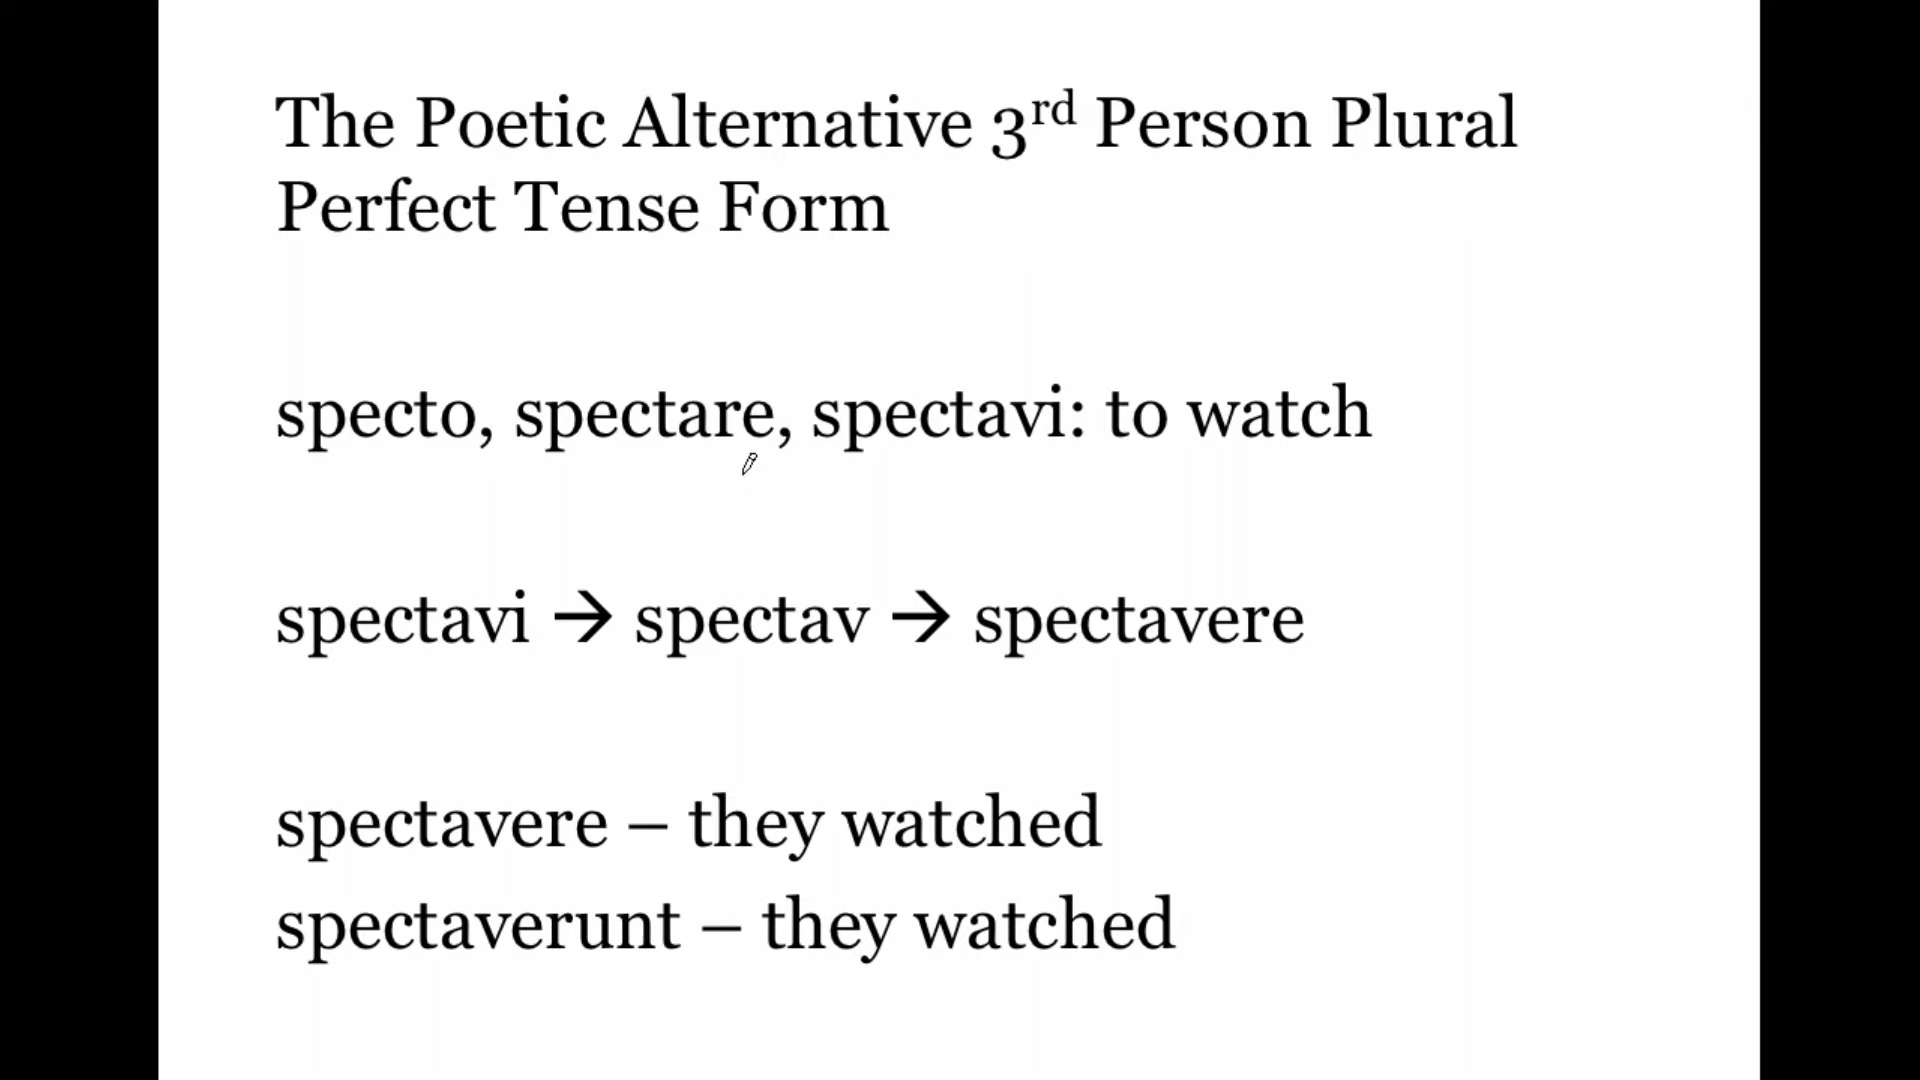 The Poetic Alternative 3rd Person Plural
Perfect Tense Form
specto, spectare, spectavi: to watch
spectavi → spectav → spectavere
spectavere – they watched
spectaverunt – they watched